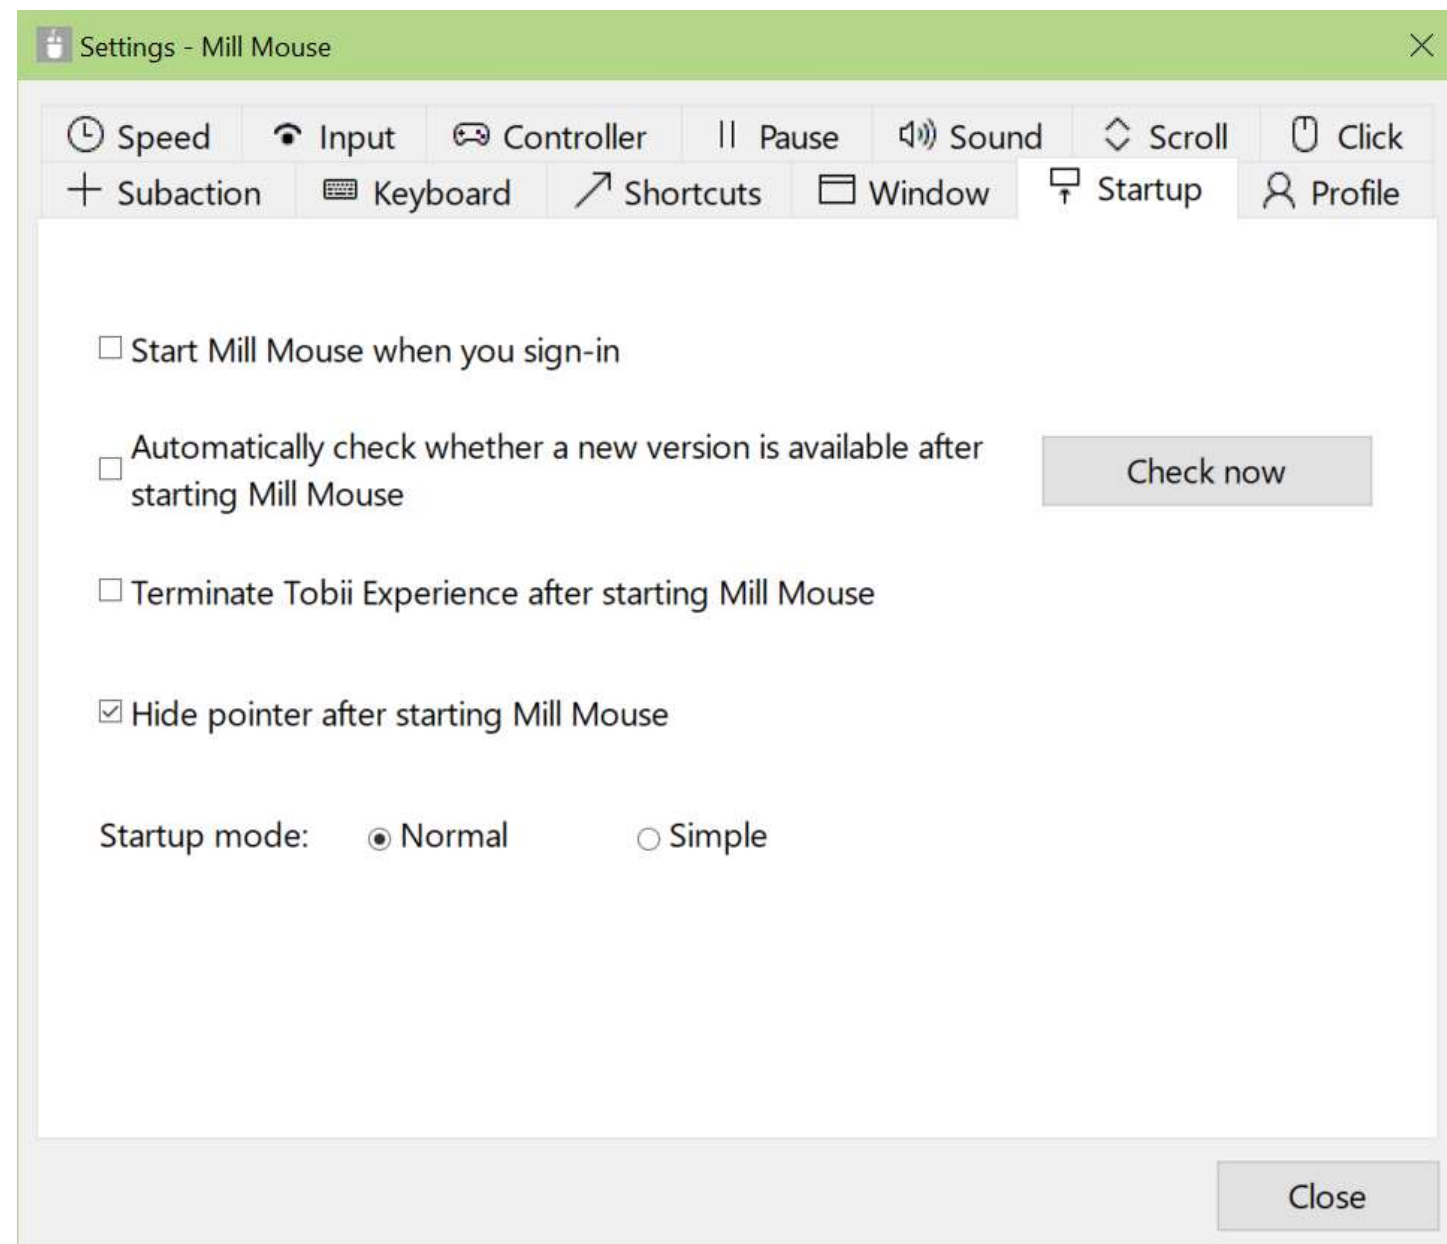 Settings - Mill Mouse
Speed Input Controller Pause Sound Scroll Click
Subaction Keyboard Shortcuts Window Startup Profile
Start Mill Mouse when you sign-in
Automatically check whether a new version is available after
starting Mill Mouse
Check now
Terminate Tobii Experience after starting Mill Mouse
Hide pointer after starting Mill Mouse
Startup mode: Normal Simple
Close